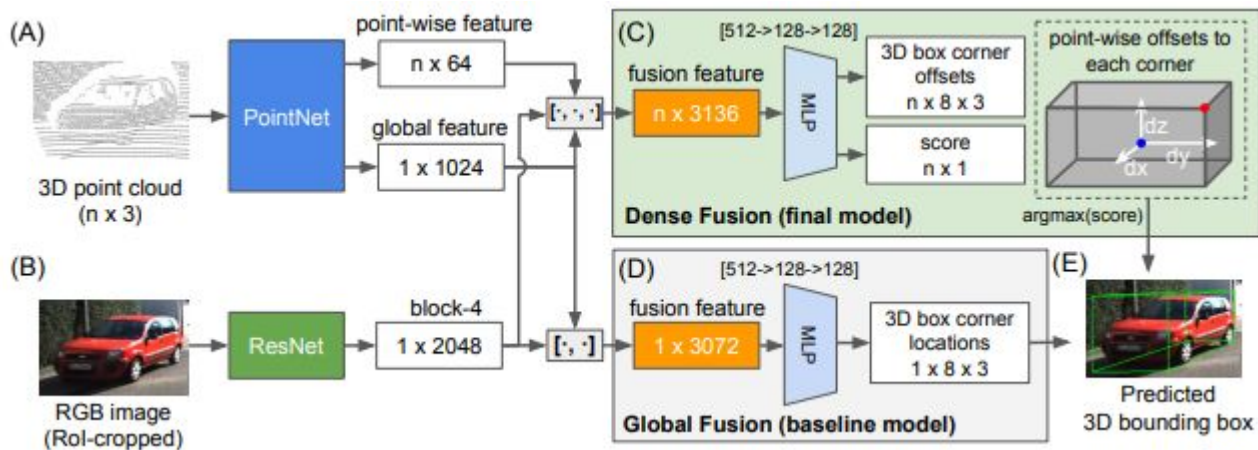 (A)
3D point cloud
(n x 3)
PointNet
point-wise feature
n x 64
global feature
1 x 1024
[·, ·, ·]
(B)
RGB image
(RoI-cropped)
ResNet
block-4
1 x 2048
[·, ·]
(C)
[512->128->128]
fusion feature
n x 3136
MLP
3D box corner
offsets
n x 8 x 3
score
n x 1
Dense Fusion (final model)
point-wise offsets to
each corner
dz
dy
dx
argmax(score)
(D)
[512->128->128]
fusion feature
1 x 3072
MLP
3D box corner
locations
1 x 8 x 3
Global Fusion (baseline model)
(E)
Predicted
3D bounding box